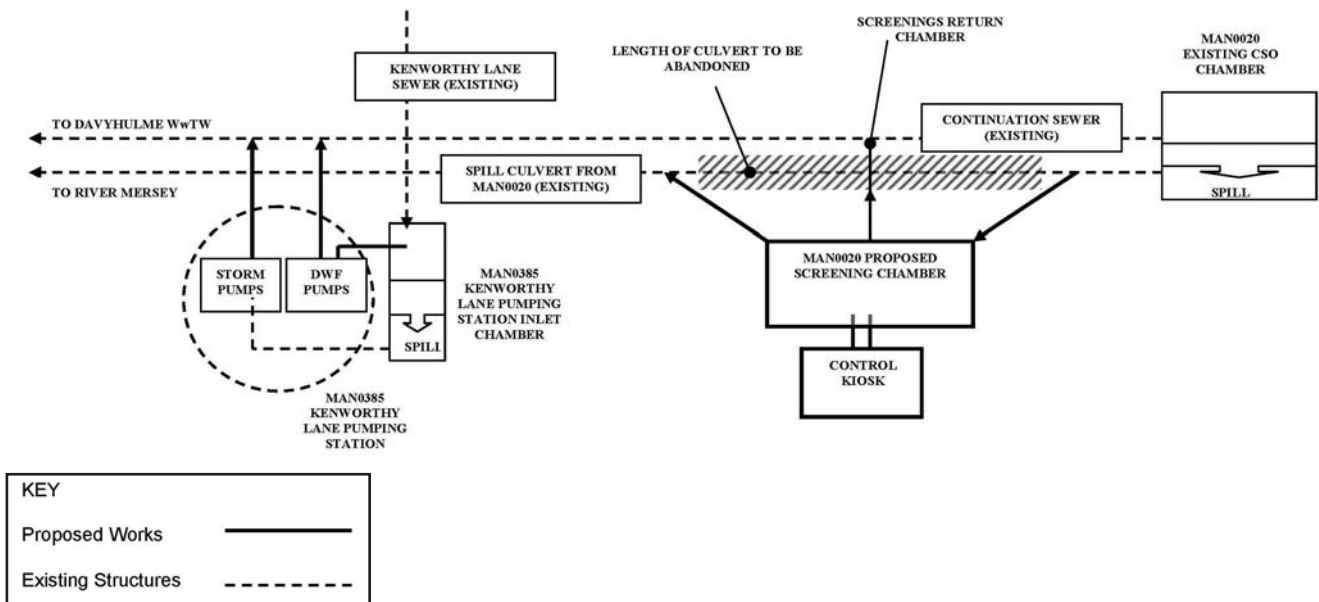 SCREENINGS RETURN
CHAMBER
MAN0020
EXISTING CSO
CHAMBER
LENGTH OF CULVERT TO BE
ABANDONED
KENWORTHY LANE
SEWER (EXISTING)
TO DAVYHULME WwTW
CONTINUATION SEWER
(EXISTING)
TO RIVER MERSEY
SPILL CULVERT FROM
MAN0020 (EXISTING)
SPILL
STORM
PUMPS
DWF
PUMPS
MAN0385
KENWORTHY
LANE PUMPING
STATION INLET
CHAMBER
SPILL
MAN0020 PROPOSED
SCREENING CHAMBER
CONTROL
KIOSK
MAN0385
KENWORTHY
LANE PUMPING
STATION
KEY
Proposed Works
Existing Structures